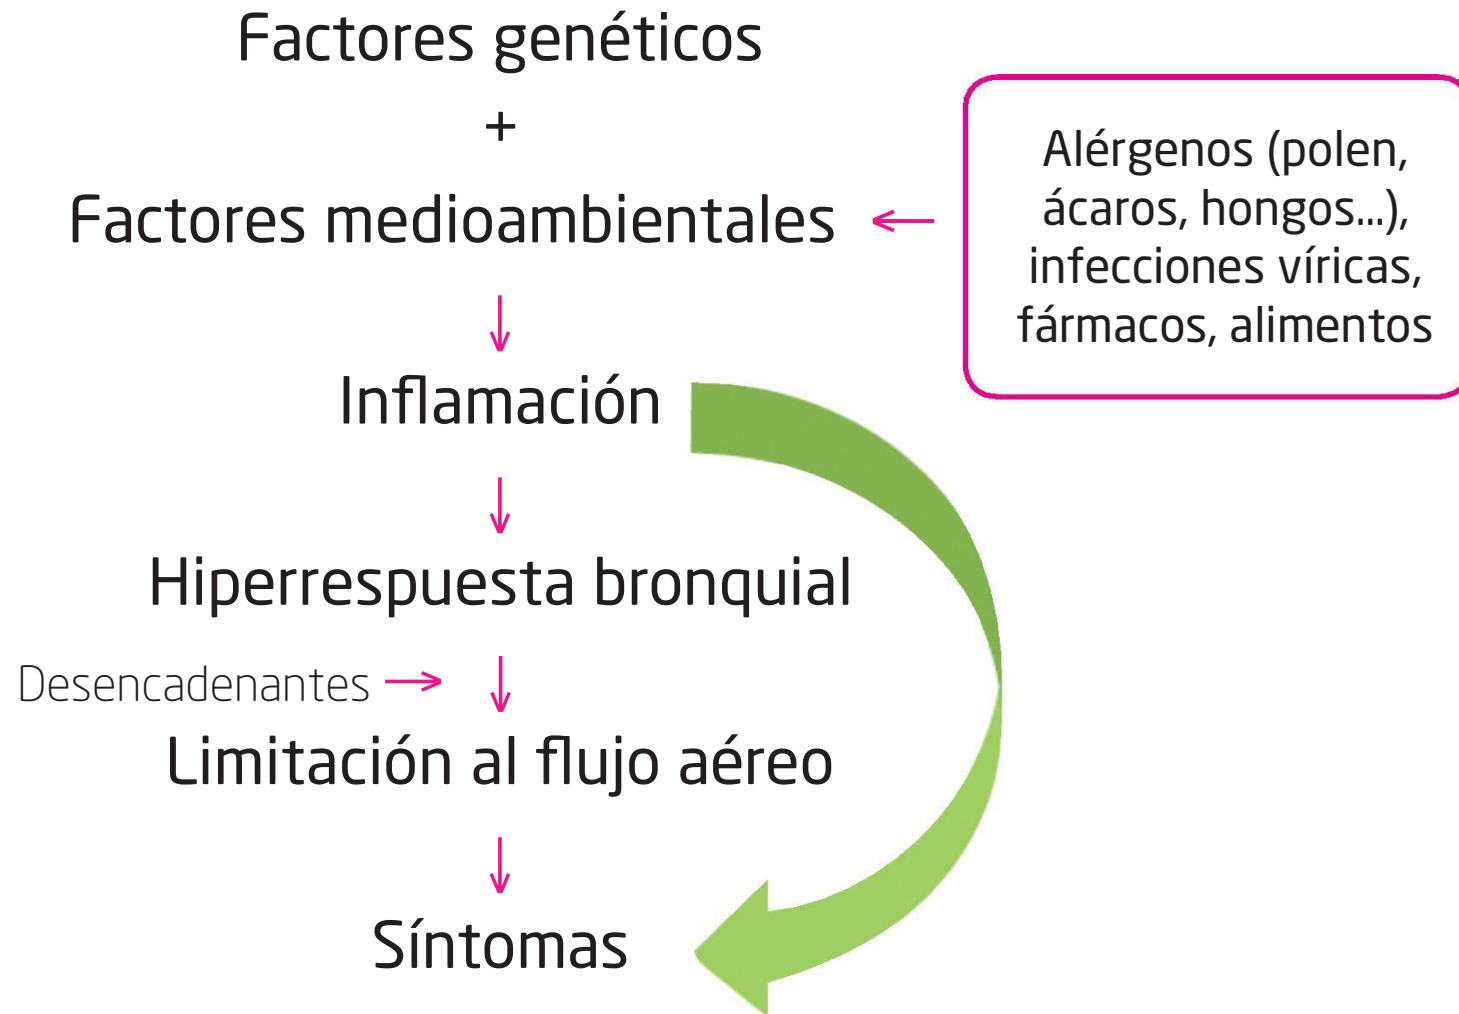 Factores genéticos
+
Factores medioambientales
Alérgenos (polen,
ácaros, hongos...),
infecciones víricas,
fármacos, alimentos
Inflamación
Hiperrespuesta bronquial
Desencadenantes
Limitación al flujo aéreo
Síntomas